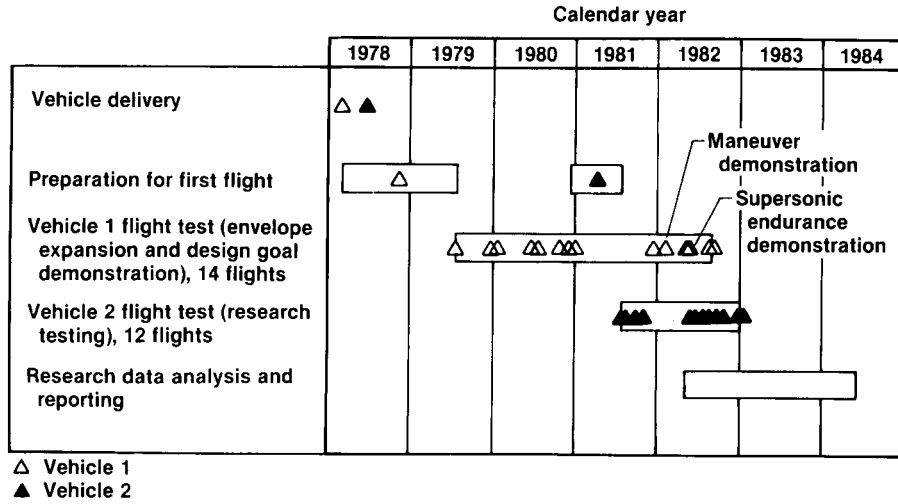 Calendar year
1978 1979 1980 1981 1982 1983 1984
Vehicle delivery
Preparation for first flight
Maneuver
demonstration
Supersonic
endurance
demonstration
Vehicle 1 flight test (envelope
expansion and design goal
demonstration), 14 flights
Vehicle 2 flight test (research
testing), 12 flights
Research data analysis and
reporting
Vehicle 1
Vehicle 2